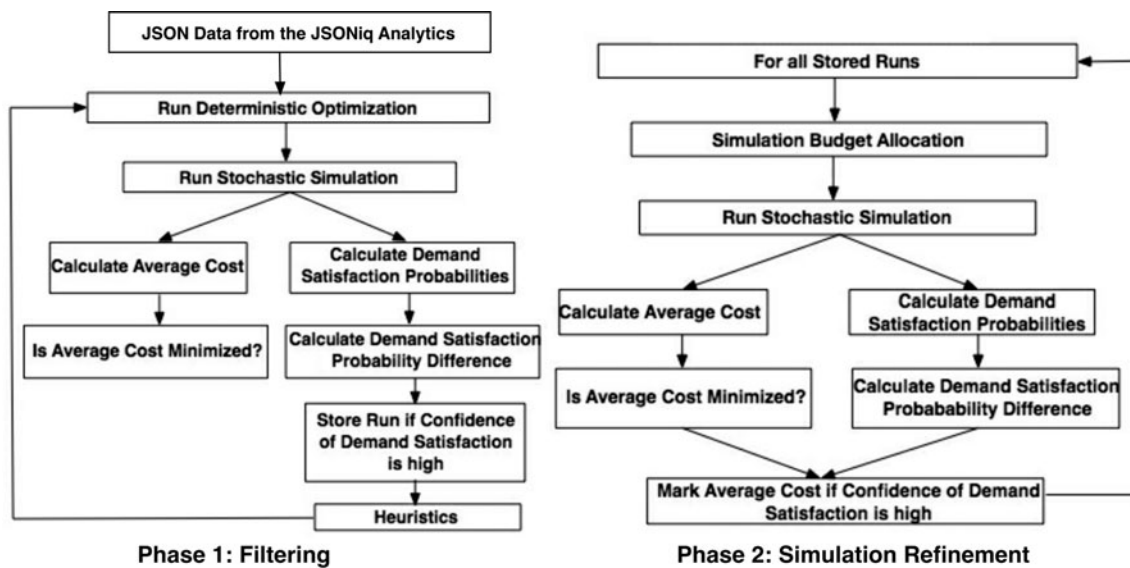 JSON Data from the JSONiq Analytics
Run Deterministic Optimization
Run Stochastic Simulation
Calculate Average Cost
Calculate Demand
Satisfaction Probabilities
Is Average Cost Minimized?
Calculate Demand Satisfaction
Probability Difference
Store Run if Confidence
of Demand Satisfaction
is high
Heuristics
Phase 1: Filtering
For all Stored Runs
Simulation Budget Allocation
Run Stochastic Simulation
Calculate Average Cost
Calculate Demand
Satisfaction Probabilities
Is Average Cost Minimized?
Calculate Demand Satisfaction
Probabability Difference
Mark Average Cost if Confidence of Demand
Satisfaction is high
Phase 2: Simulation Refinement